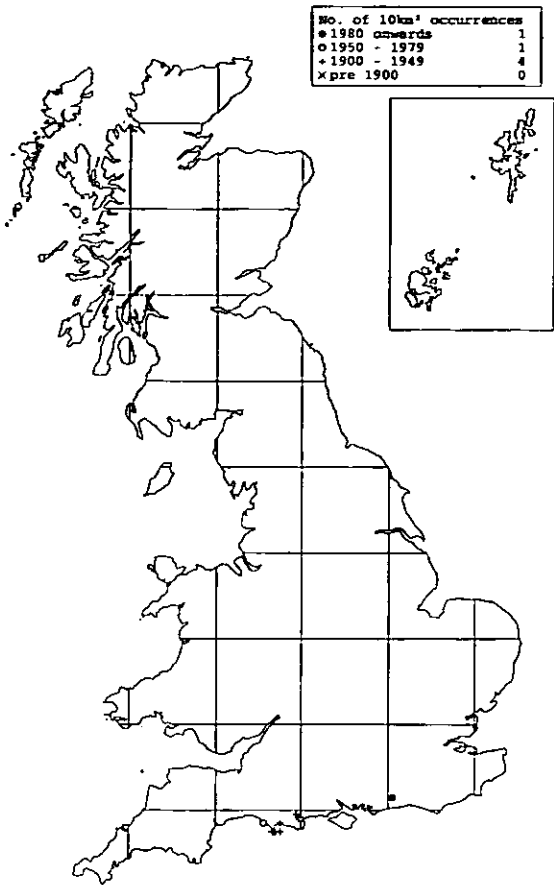 No. of 10km² occurrences
● 1980 onwards 1
○ 1950 - 1979 1
+ 1900 - 1949 4
× pre 1900 0